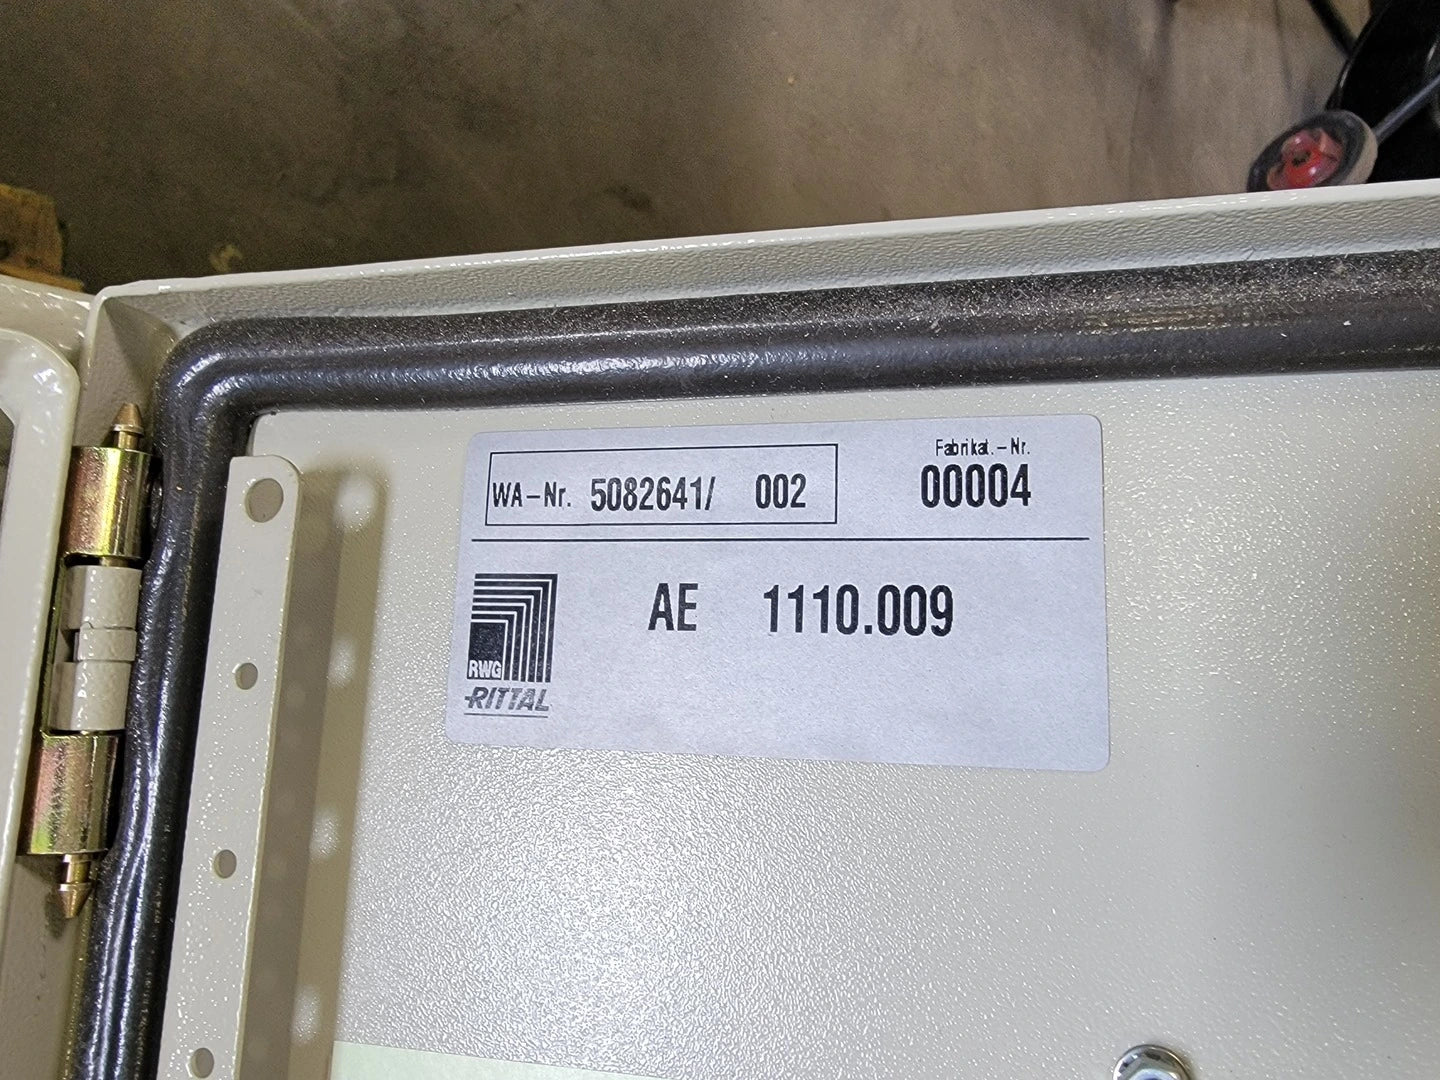 WA-Nr. 5082641/ 002
Fabrikat.-Nr.
00004
AE 1110.009
RWG
RITTAL